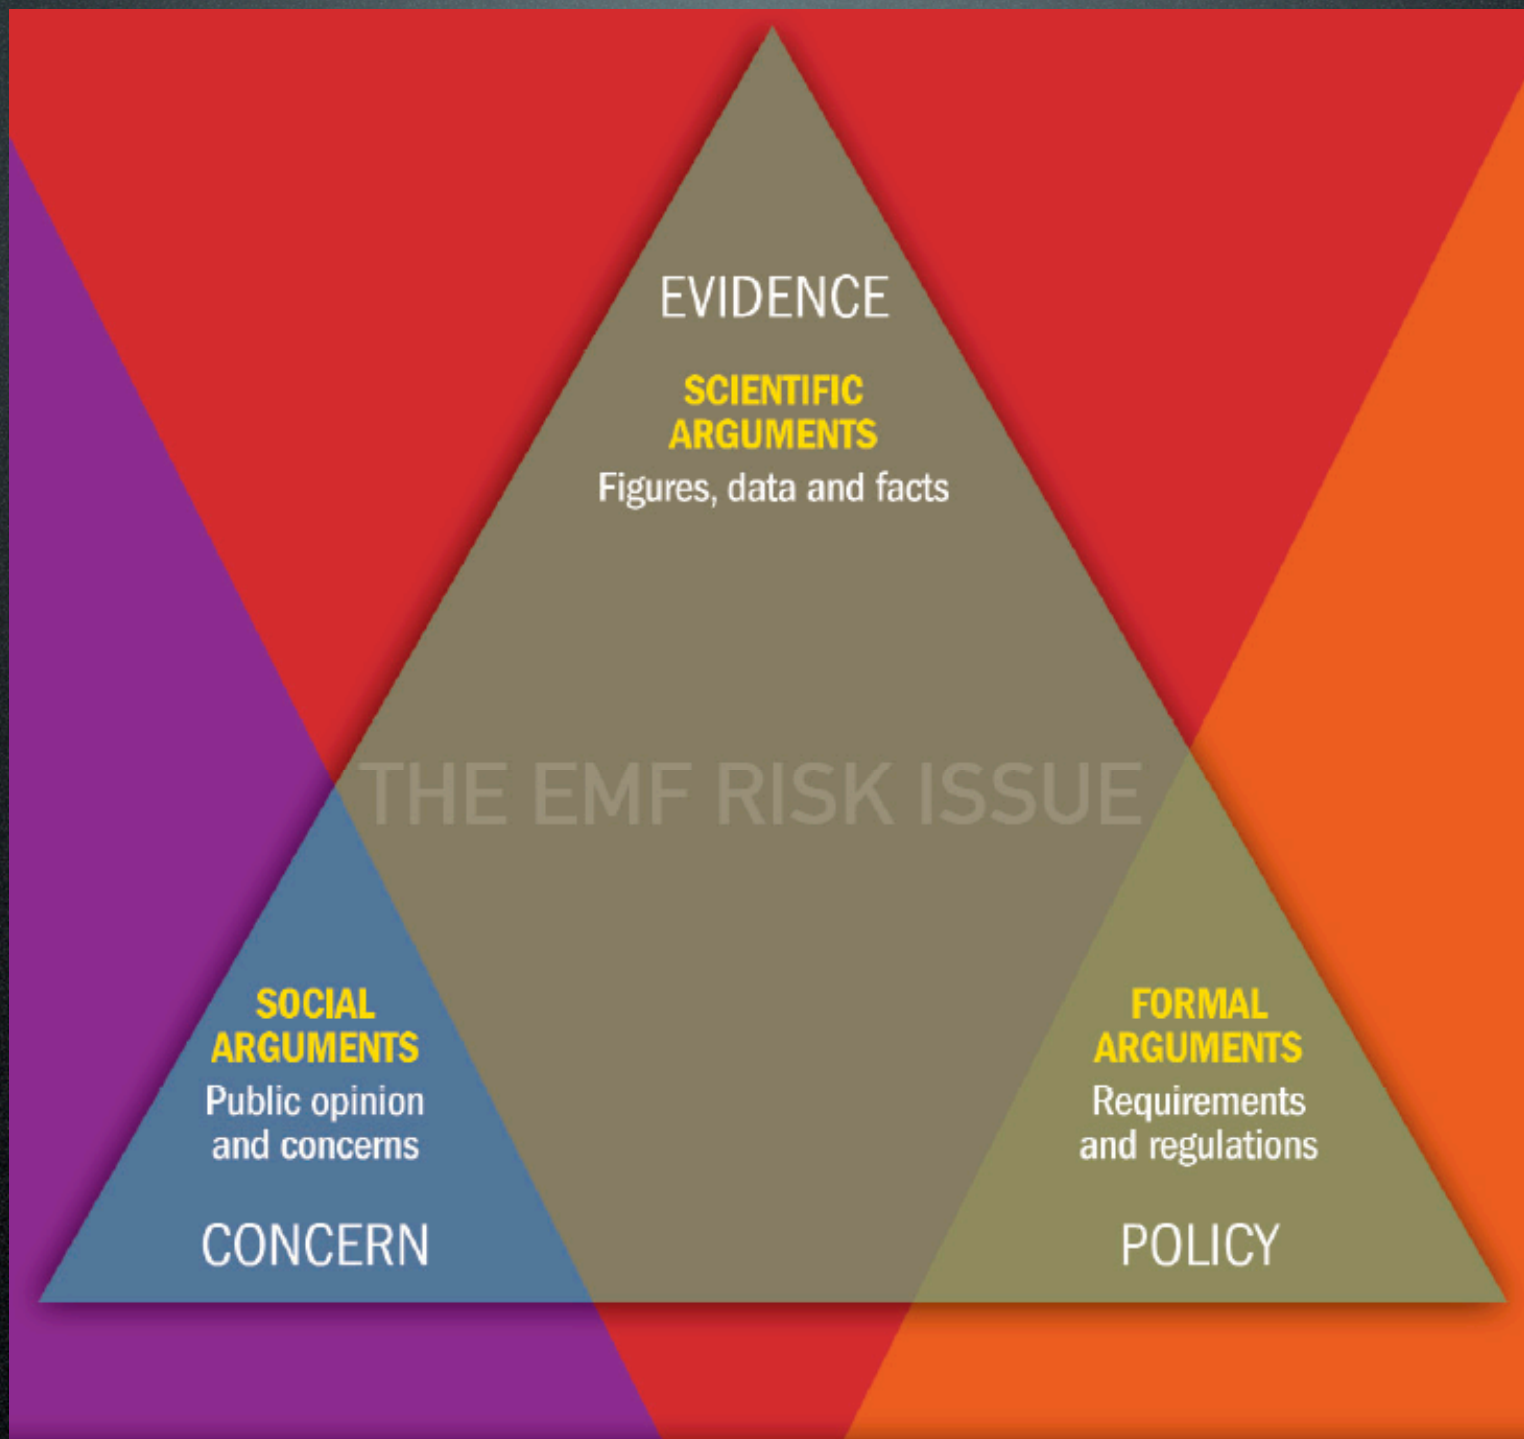 EVIDENCE
SCIENTIFIC
ARGUMENTS
Figures, data and facts
THE EMF RISK ISSUE
SOCIAL
ARGUMENTS
Public opinion
and concerns
CONCERN
FORMAL
ARGUMENTS
Requirements
and regulations
POLICY